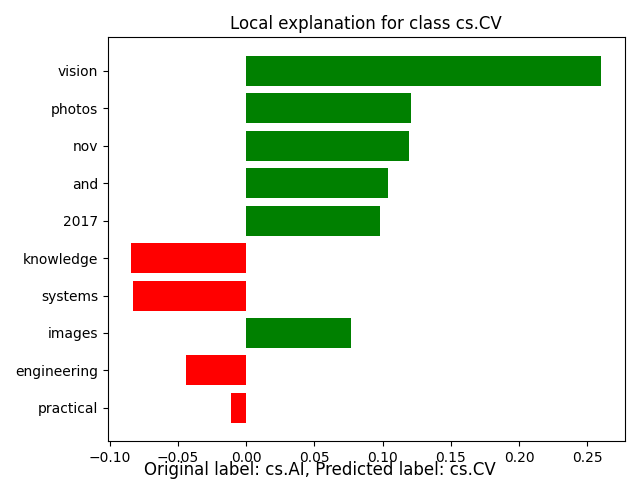 Local explanation for class cs.CV
vision
photos
nov
and
2017
knowledge
systems
images
engineering
practical
−0.10 −0.05 0.00 0.05 0.10 0.15 0.20 0.25
Original label: cs.AI, Predicted label: cs.CV